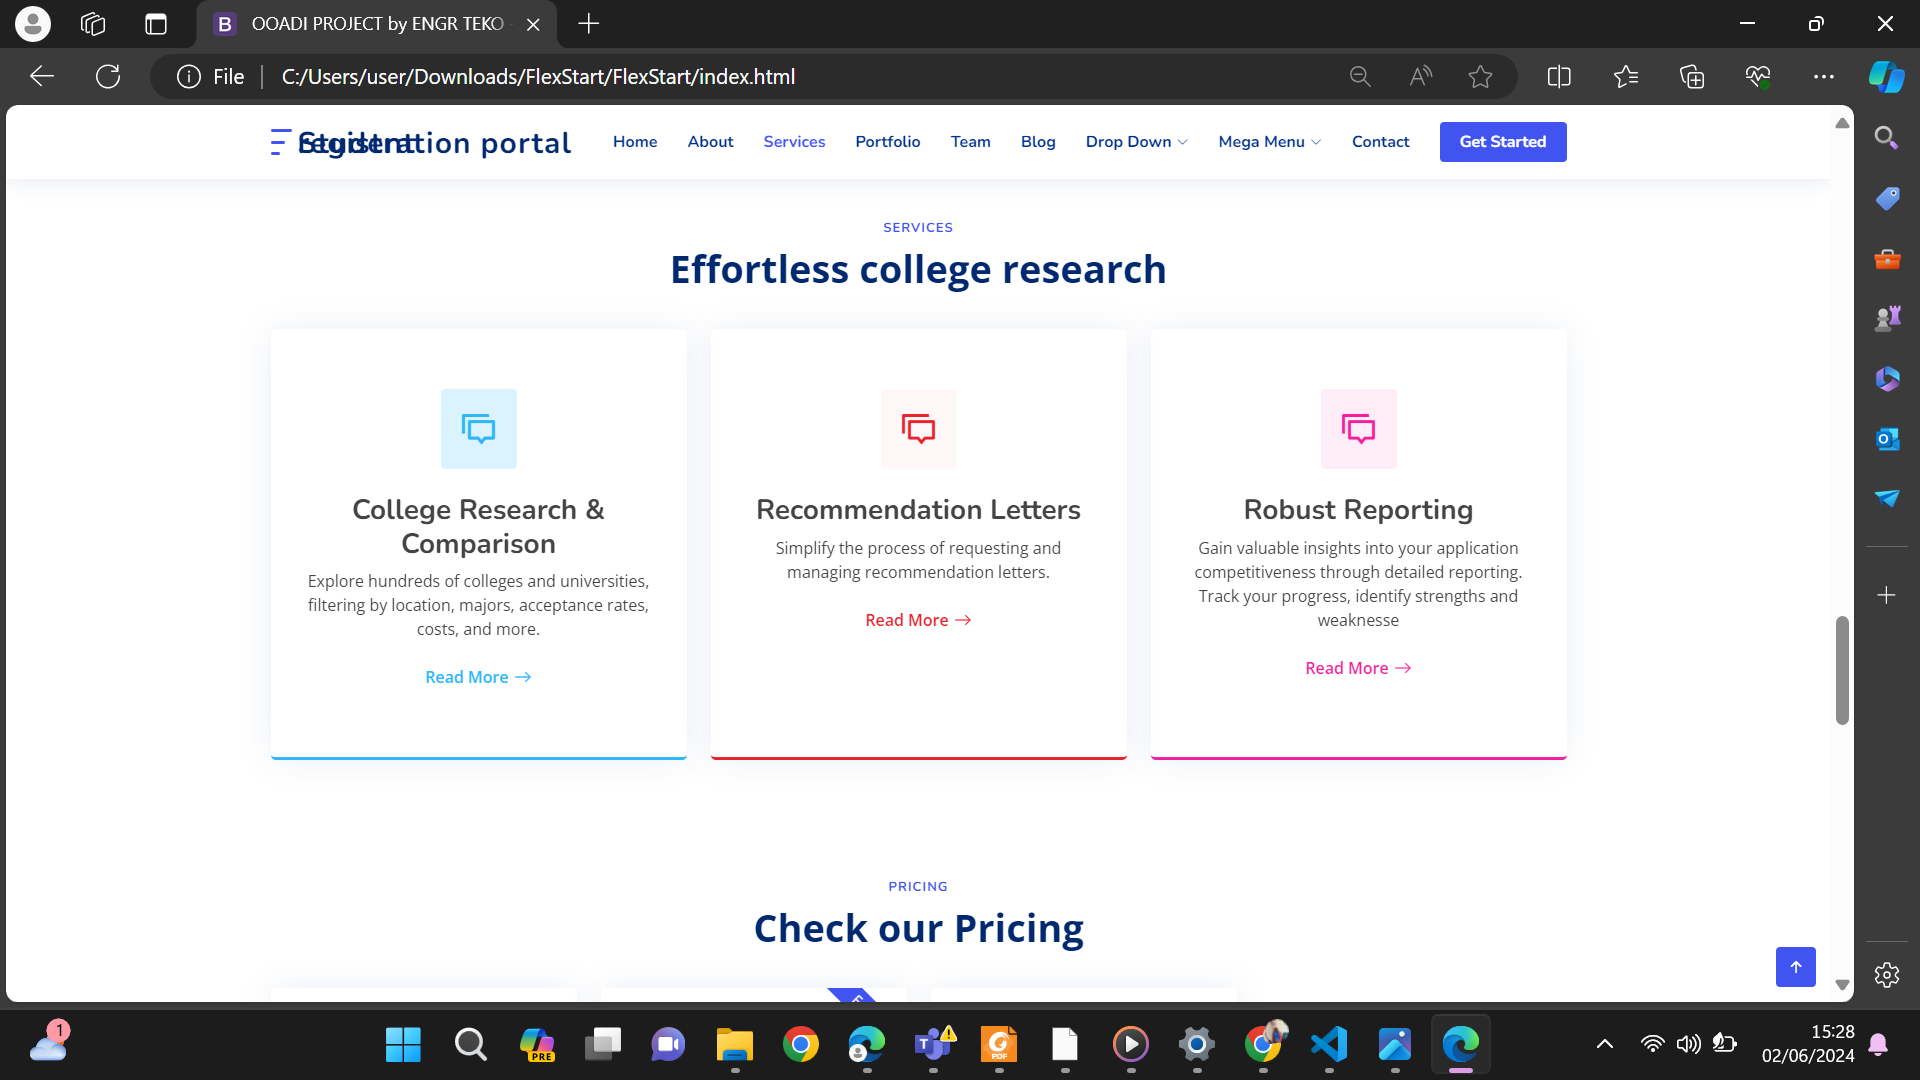 OOADI PROJECT by ENGR TEKO
File
C:/Users/user/Downloads/FlexStart/FlexStart/index.html
Student
registration portal
Home
About
Services
Portfolio
Team
Blog
Drop Down
Mega Menu
Contact
Get Started
SERVICES
Effortless college research
College Research &
Comparison
Explore hundreds of colleges and universities,
filtering by location, majors, acceptance rates,
costs, and more.
Read More
Recommendation Letters
Simplify the process of requesting and
managing recommendation letters.
Read More
Robust Reporting
Gain valuable insights into your application
competitiveness through detailed reporting.
Track your progress, identify strengths and
weaknesse
Read More
PRICING
Check our Pricing
1
PRE
15:28
02/06/2024